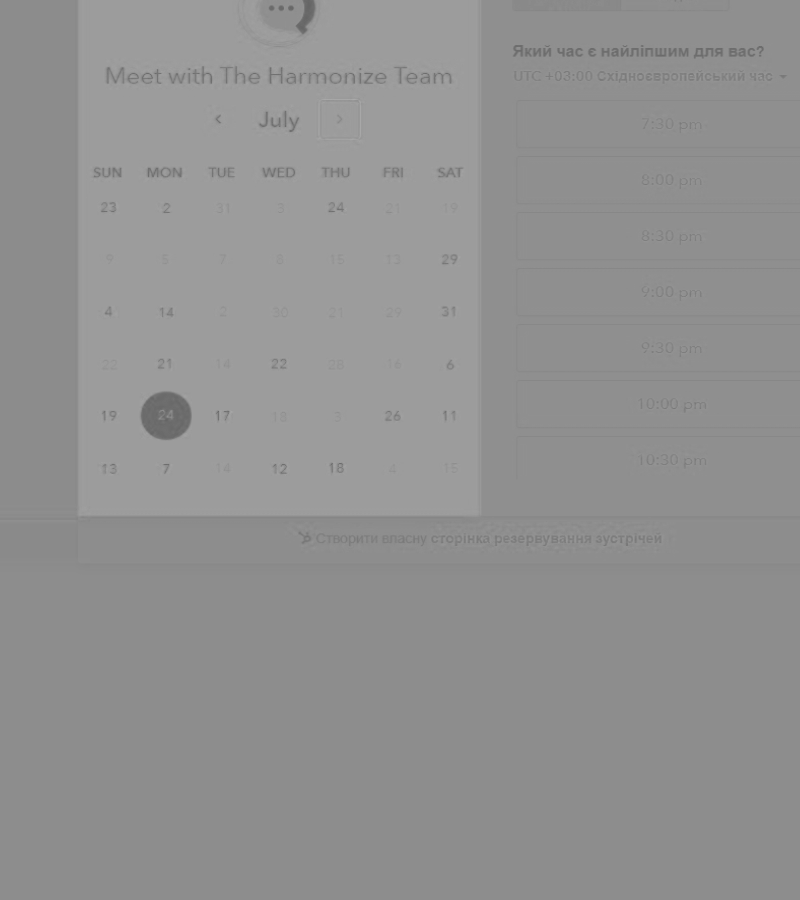 Meet with The Harmonize Team
July
SUN MON TUE WED THU FRI SAT
23 2 31 3 24 21 19
9 5 7 8 15 13 29
4 14 2 30 21 29 31
22 21 14 22 28 16 6
19 24 17 18 3 26 11
13 7 14 12 18 4 15
Який час є найліпшим для вас?
UTC +03:00 Східноєвропейський час
7:30 pm
8:00 pm
8:30 pm
9:00 pm
9:30 pm
10:00 pm
10:30 pm
Створити власну сторінка резервування зустрічей